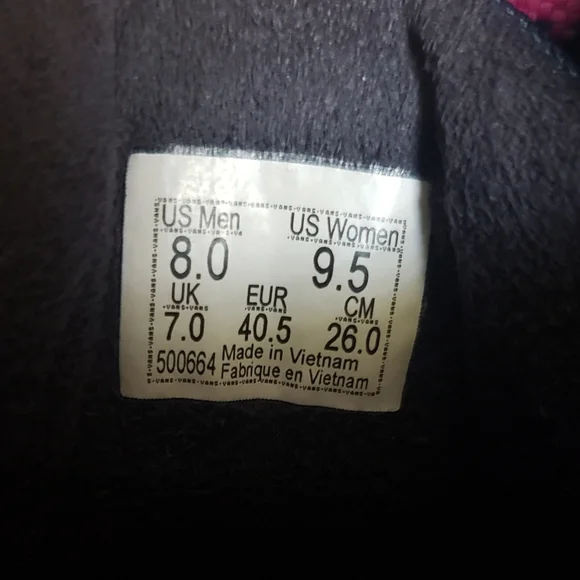 US Men US Women
8.0 9.5
UK EUR CM
7.0 40.5 26.0
500664 Made in Vietnam
Fabrique en Vietnam